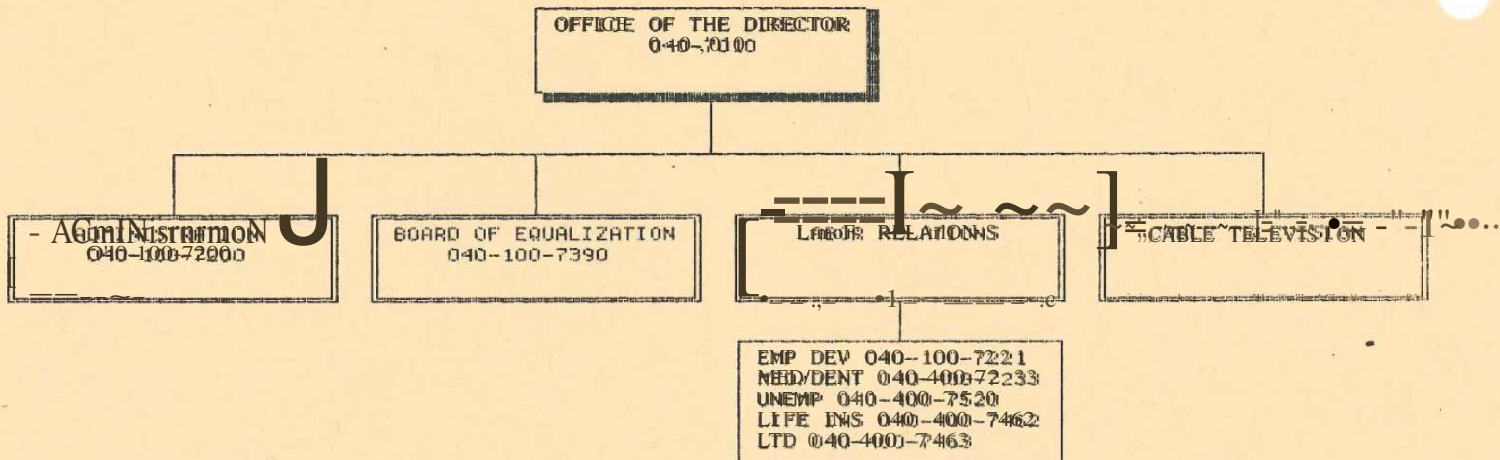 OFFICE OF THE DIRECTOR
ADMINISTRATION
040-100-7200
BOARD OF EQUALIZATION
040-100-7390
LABOR RELATIONS
CABLE TELEVISION
EMP DEV 040-100-7221
MED/DENT 040-400-7233
UNEMP 040-400-7520
LIFE INS 040-400-7462
LTD 040-400-7463